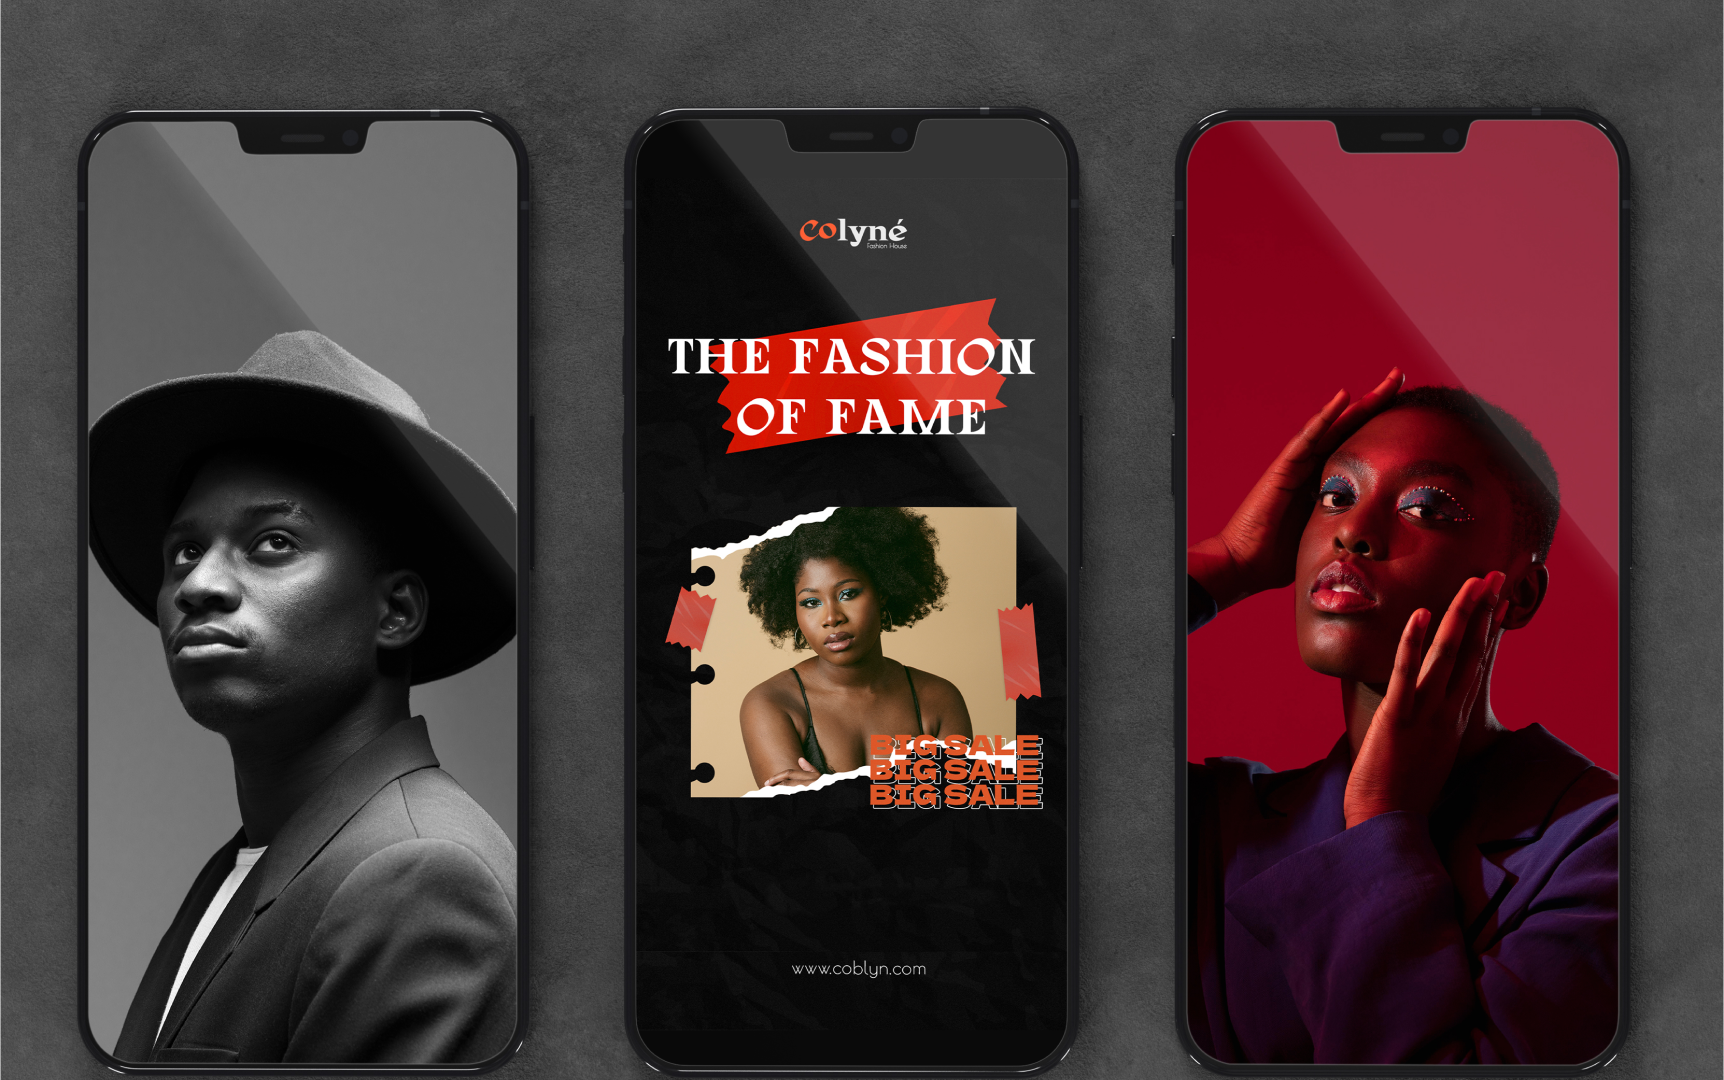 colyné
Fashion House
THE FASHION
OF FAME
BIG SALE
BIG SALE
BIG SALE
www.coblyn.com